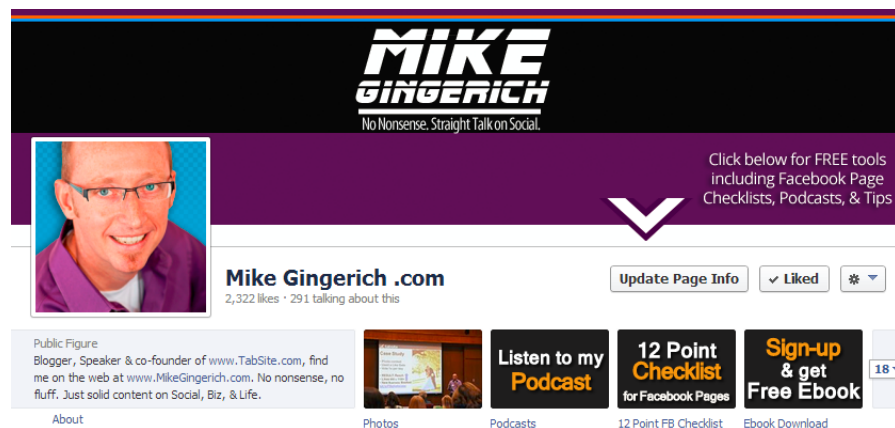 MIKE
GINGERICH
No Nonsense. Straight Talk on Social.
Click below for FREE tools
including Facebook Page
Checklists, Podcasts, & Tips
Mike Gingerich .com
2,322 likes · 291 talking about this
Update Page Info
✓ Liked
Public Figure
Blogger, Speaker & co-founder of www.TabSite.com, find
me on the web at www.MikeGingerich.com. No nonsense, no
fluff. Just solid content on Social, Biz, & Life.
About
Case Study
Photos
Listen to my
Podcast
Podcasts
12 Point
Checklist
for Facebook Pages
12 Point FB Checklist
Sign-up
& get
Free Ebook
Ebook Download
18